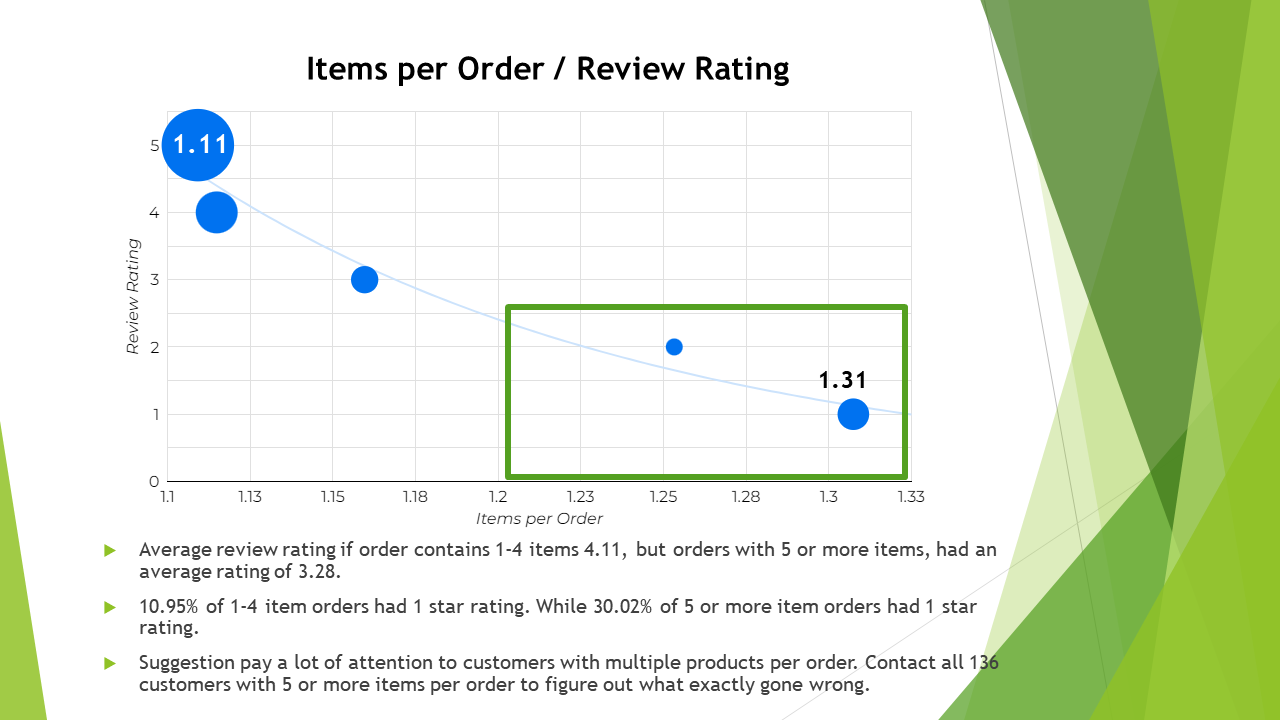 Items per Order / Review Rating
5
1.11
4
3
2
1.31
1
0
Review Rating
1.1 1.13 1.15 1.18 1.2 1.23 1.25 1.28 1.3 1.33
Items per Order
Average review rating if order contains 1-4 items 4.11, but orders with 5 or more items, had an
average rating of 3.28.
10.95% of 1-4 item orders had 1 star rating. While 30.02% of 5 or more item orders had 1 star
rating.
Suggestion pay a lot of attention to customers with multiple products per order. Contact all 136
customers with 5 or more items per order to figure out what exactly gone wrong.